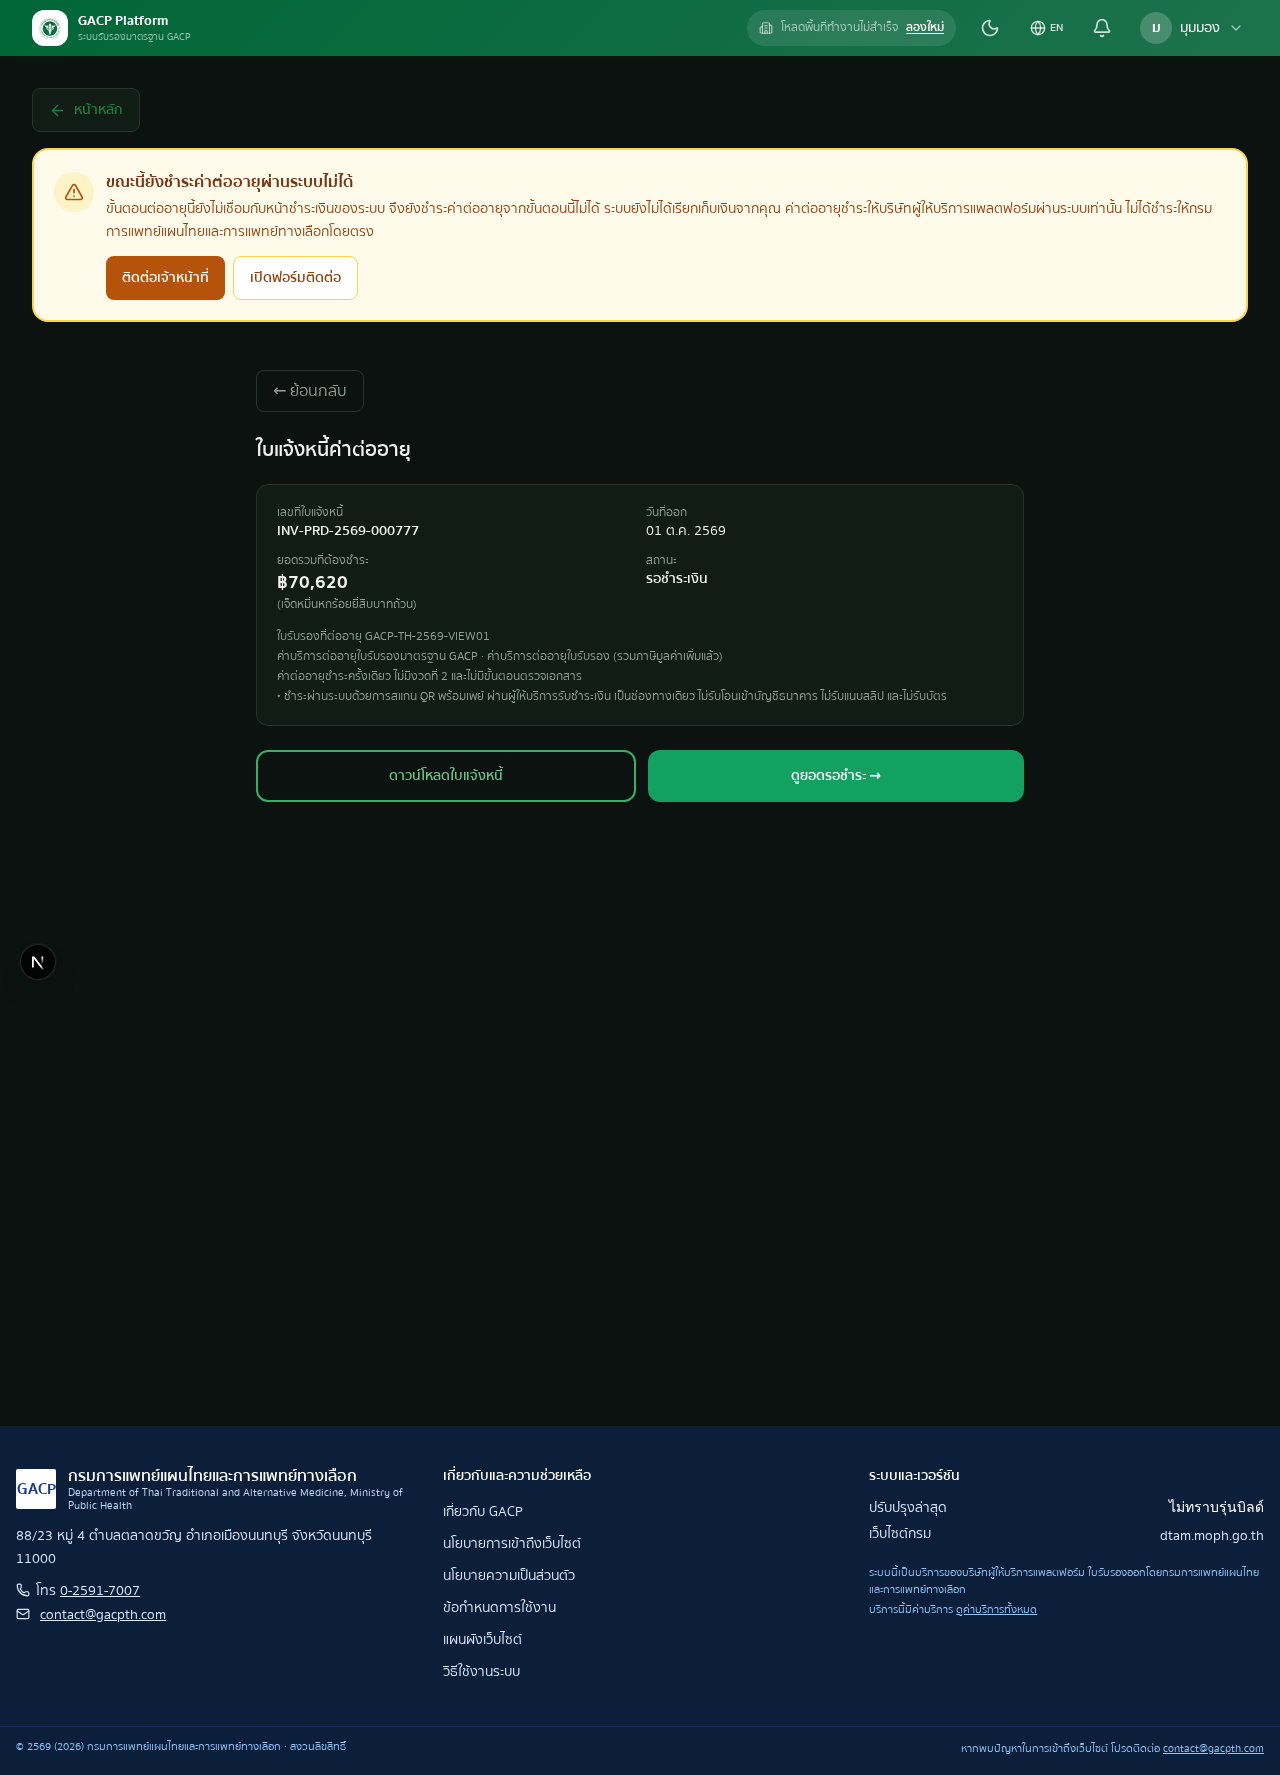 GACP Platform
ระบบรับรองมาตรฐาน GACP
โหลดพื้นที่ทำงานไม่สำเร็จ ลองใหม่
EN
ม
มุมมอง
หน้าหลัก
ขณะนี้ยังชำระค่าต่ออายุผ่านระบบไม่ได้
ขั้นตอนต่ออายุนี้ยังไม่เชื่อมกับหน้าชำระเงินของระบบ จึงยังชำระค่าต่ออายุจากขั้นตอนนี้ไม่ได้ ระบบยังไม่ได้เรียกเก็บเงินจากคุณ ค่าต่ออายุชำระให้บริษัทผู้ให้บริการแพลตฟอร์มผ่านระบบเท่านั้น ไม่ได้ชำระให้กรม
การแพทย์แผนไทยและการแพทย์ทางเลือกโดยตรง
ติดต่อเจ้าหน้าที่
เปิดฟอร์มติดต่อ
← ย้อนกลับ
ใบแจ้งหนี้ค่าต่ออายุ
เลขที่ใบแจ้งหนี้
INV-PRD-2569-000777
วันที่ออก
01 ต.ค. 2569
ยอดรวมที่ต้องชำระ
฿70,620
(เจ็ดหมื่นหกร้อยยี่สิบบาทถ้วน)
สถานะ
รอชำระเงิน
ใบรับรองที่ต่ออายุ GACP-TH-2569-VIEW01
ค่าบริการต่ออายุใบรับรองมาตรฐาน GACP · ค่าบริการต่ออายุใบรับรอง (รวมภาษีมูลค่าเพิ่มแล้ว)
ค่าต่ออายุชำระครั้งเดียว ไม่มีงวดที่ 2 และไม่มีขั้นตอนตรวจเอกสาร
• ชำระผ่านระบบด้วยการสแกน QR พร้อมเพย์ ผ่านผู้ให้บริการรับชำระเงิน เป็นช่องทางเดียว ไม่รับโอนเข้าบัญชีธนาคาร ไม่รับแนบสลิป และไม่รับบัตร
ดาวน์โหลดใบแจ้งหนี้
ดูยอดรอชำระ →
N
GACP
กรมการแพทย์แผนไทยและการแพทย์ทางเลือก
Department of Thai Traditional and Alternative Medicine, Ministry of
Public Health
88/23 หมู่ 4 ตำบลตลาดขวัญ อำเภอเมืองนนทบุรี จังหวัดนนทบุรี
11000
โทร 0-2591-7007
contact@gacpth.com
เกี่ยวกับและความช่วยเหลือ
เกี่ยวกับ GACP
นโยบายการเข้าถึงเว็บไซต์
นโยบายความเป็นส่วนตัว
ข้อกำหนดการใช้งาน
แผนผังเว็บไซต์
วิธีใช้งานระบบ
ระบบและเวอร์ชัน
ปรับปรุงล่าสุด ไม่ทราบรุ่นบิลด์
เว็บไซต์กรม dtam.moph.go.th
ระบบนี้เป็นบริการของบริษัทผู้ให้บริการแพลตฟอร์ม ใบรับรองออกโดยกรมการแพทย์แผนไทย
และการแพทย์ทางเลือก
บริการนี้มีค่าบริการ ดูค่าบริการทั้งหมด
© 2569 (2026) กรมการแพทย์แผนไทยและการแพทย์ทางเลือก · สงวนลิขสิทธิ์
หากพบปัญหาในการเข้าถึงเว็บไซต์ โปรดติดต่อ contact@gacpth.com